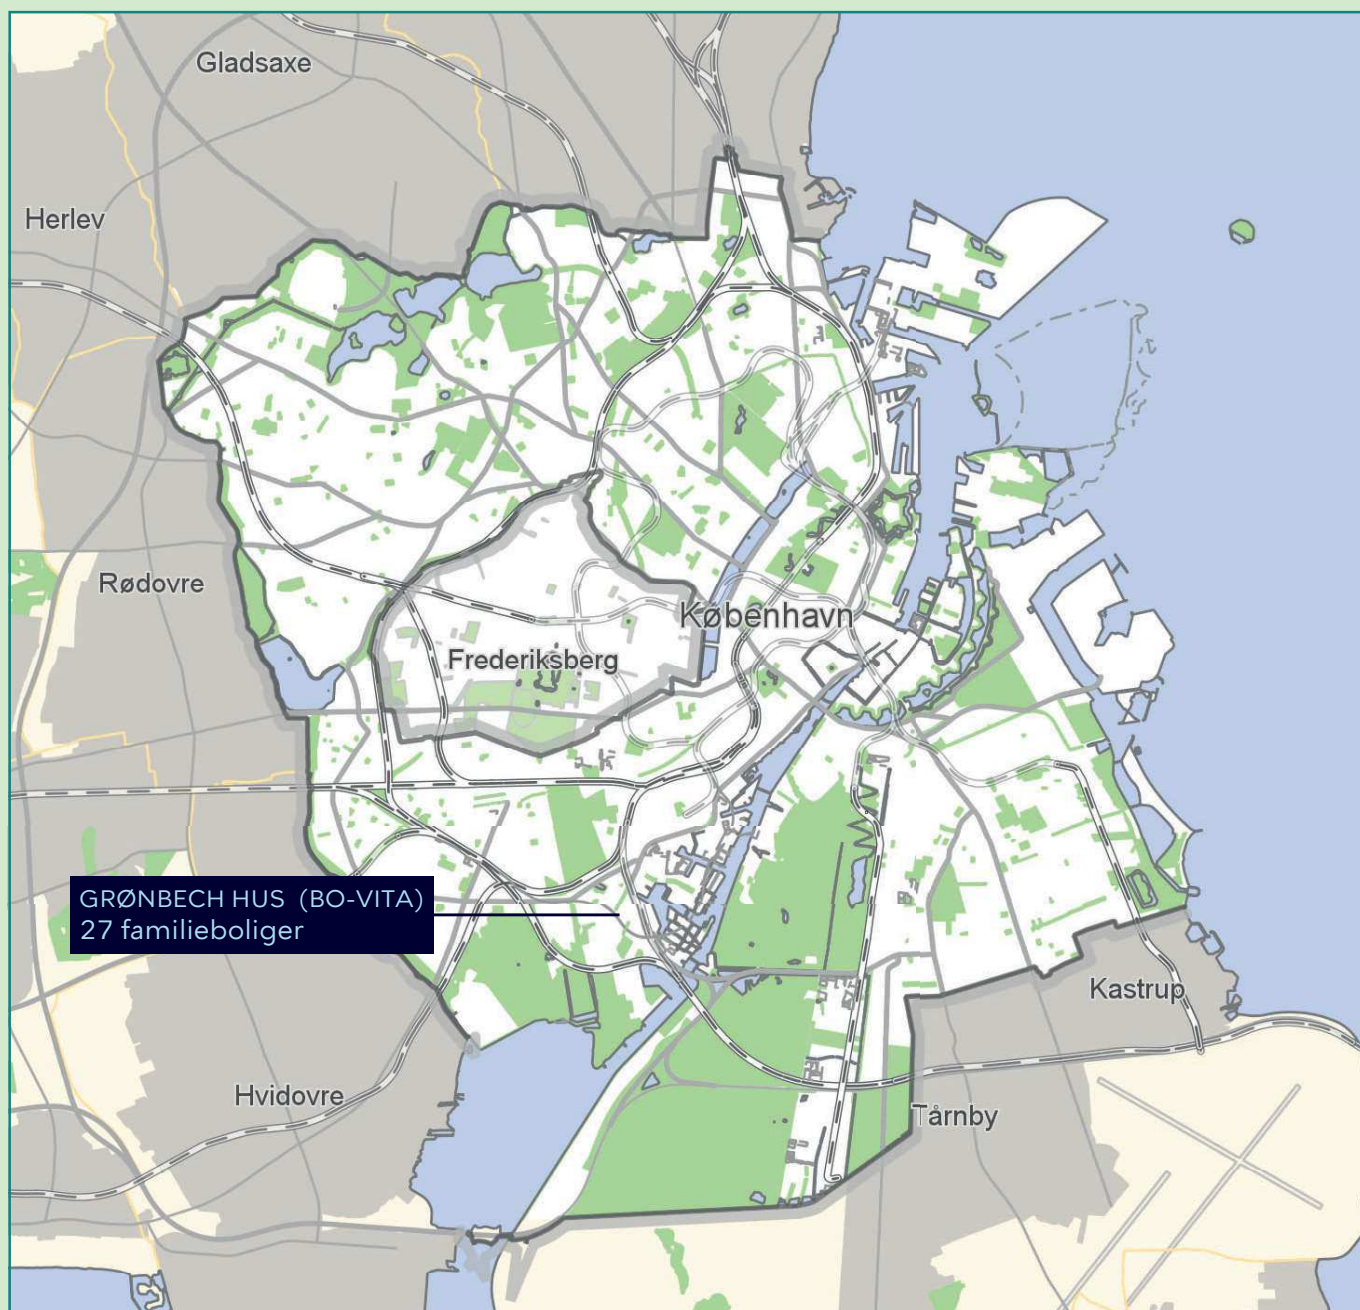 Gladsaxe
Herlev
Rødovre
København
Frederiksberg
GRØNBECH HUS (BO-VITA)
27 familieboliger
Kastrup
Hvidovre
Tårnby